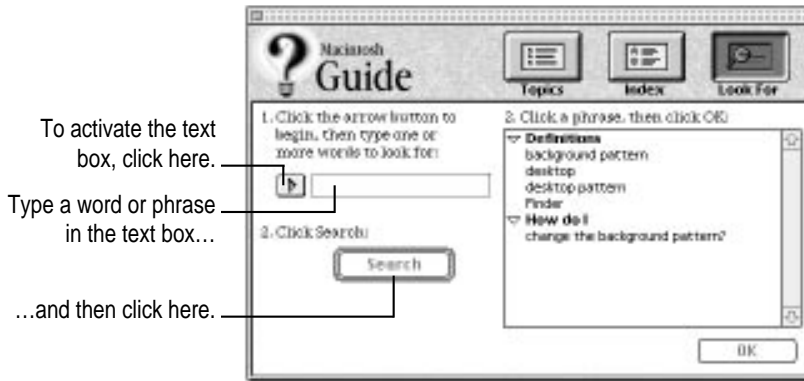 Macintosh
Guide
Topics
Index
Look For
To activate the text
box, click here.
Type a word or phrase
in the text box…
…and then click here.
1. Click the arrow button to
begin, then type one or
more words to look for:
2. Click Search:
Search
3. Click a phrase, then click OK:
Definitions
background pattern
desktop
desktop pattern
Finder
How do I
change the background pattern?
OK